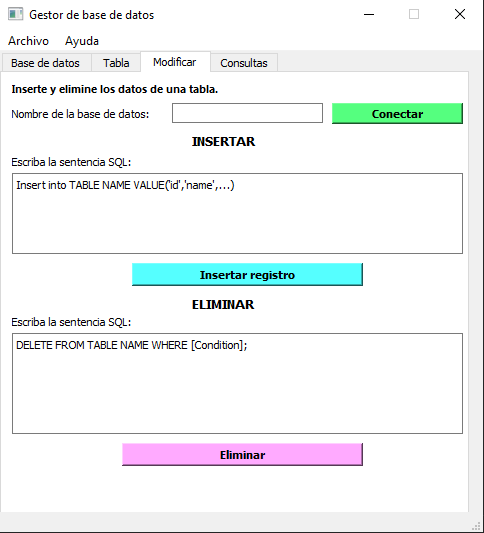 Gestor de base de datos
Archivo Ayuda
Base de datos Tabla Modificar Consultas
Inserte y elimine los datos de una tabla.
Nombre de la base de datos: Conectar
INSERTAR
Escriba la sentencia SQL:
Insert into TABLE NAME VALUE('id','name',...)
Insertar registro
ELIMINAR
Escriba la sentencia SQL:
DELETE FROM TABLE NAME WHERE [Condition];
Eliminar